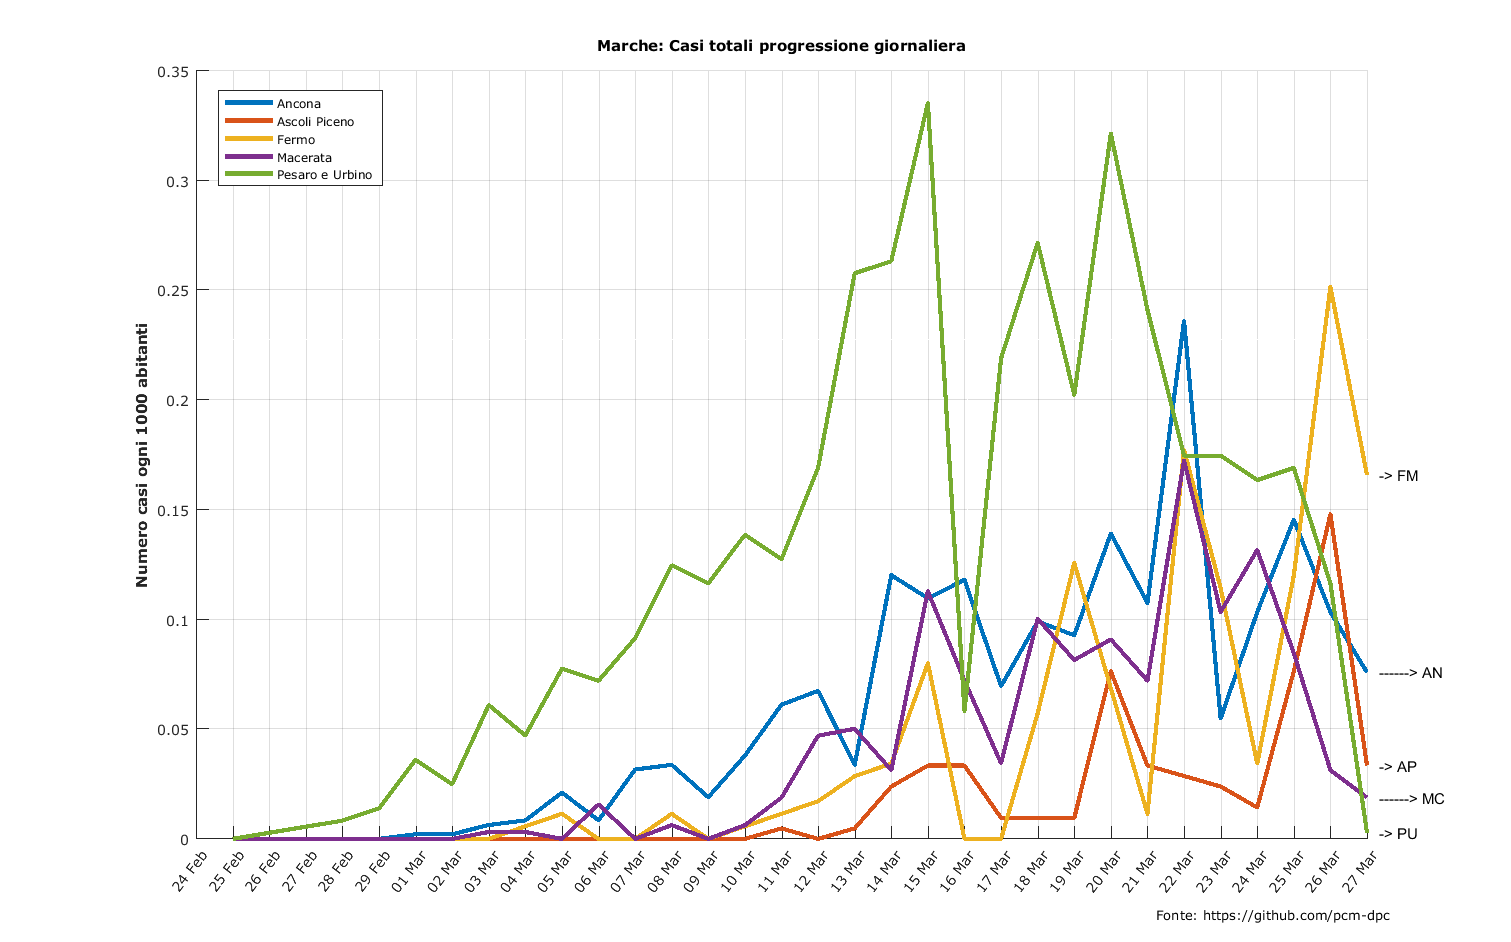 Marche: Casi totali progressione giornaliera
Numero casi ogni 1000 abitanti
0.35
0.3
0.25
0.2
0.15
0.1
0.05
0
Ancona
Ascoli Piceno
Fermo
Macerata
Pesaro e Urbino
-> FM
------> AN
-> AP
------> MC
-> PU
24 Feb
25 Feb
26 Feb
27 Feb
28 Feb
29 Feb
01 Mar
02 Mar
03 Mar
04 Mar
05 Mar
06 Mar
07 Mar
08 Mar
09 Mar
10 Mar
11 Mar
12 Mar
13 Mar
14 Mar
15 Mar
16 Mar
17 Mar
18 Mar
19 Mar
20 Mar
21 Mar
22 Mar
23 Mar
24 Mar
25 Mar
26 Mar
27 Mar
Fonte: https://github.com/pcm-dpc